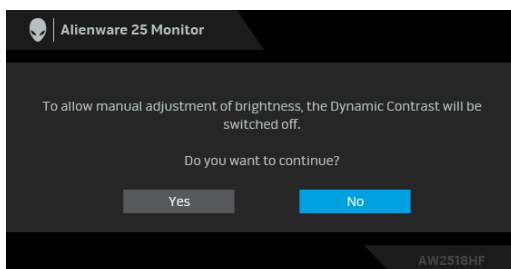 Alienware 25 Monitor
To allow manual adjustment of brightness, the Dynamic Contrast will be
switched off.
Do you want to continue?
Yes No
AW2518HF